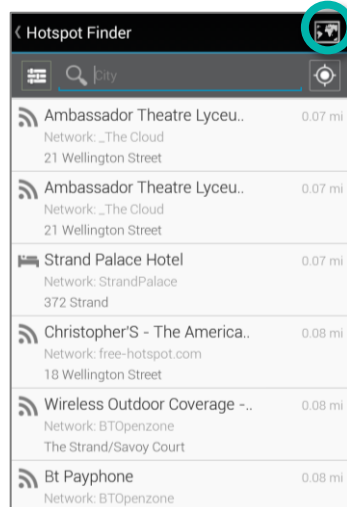 Hotspot Finder
City
Ambassador Theatre Lyceu.. 0.07 mi
Network: _The Cloud
21 Wellington Street
Ambassador Theatre Lyceu.. 0.07 mi
Network: _The Cloud
21 Wellington Street
Strand Palace Hotel 0.07 mi
Network: StrandPalace
372 Strand
Christopher'S - The America.. 0.08 mi
Network: free-hotspot.com
18 Wellington Street
Wireless Outdoor Coverage -.. 0.08 mi
Network: BTOpenzone
The Strand/Savoy Court
Bt Payphone 0.08 mi
Network: BTOpenzone